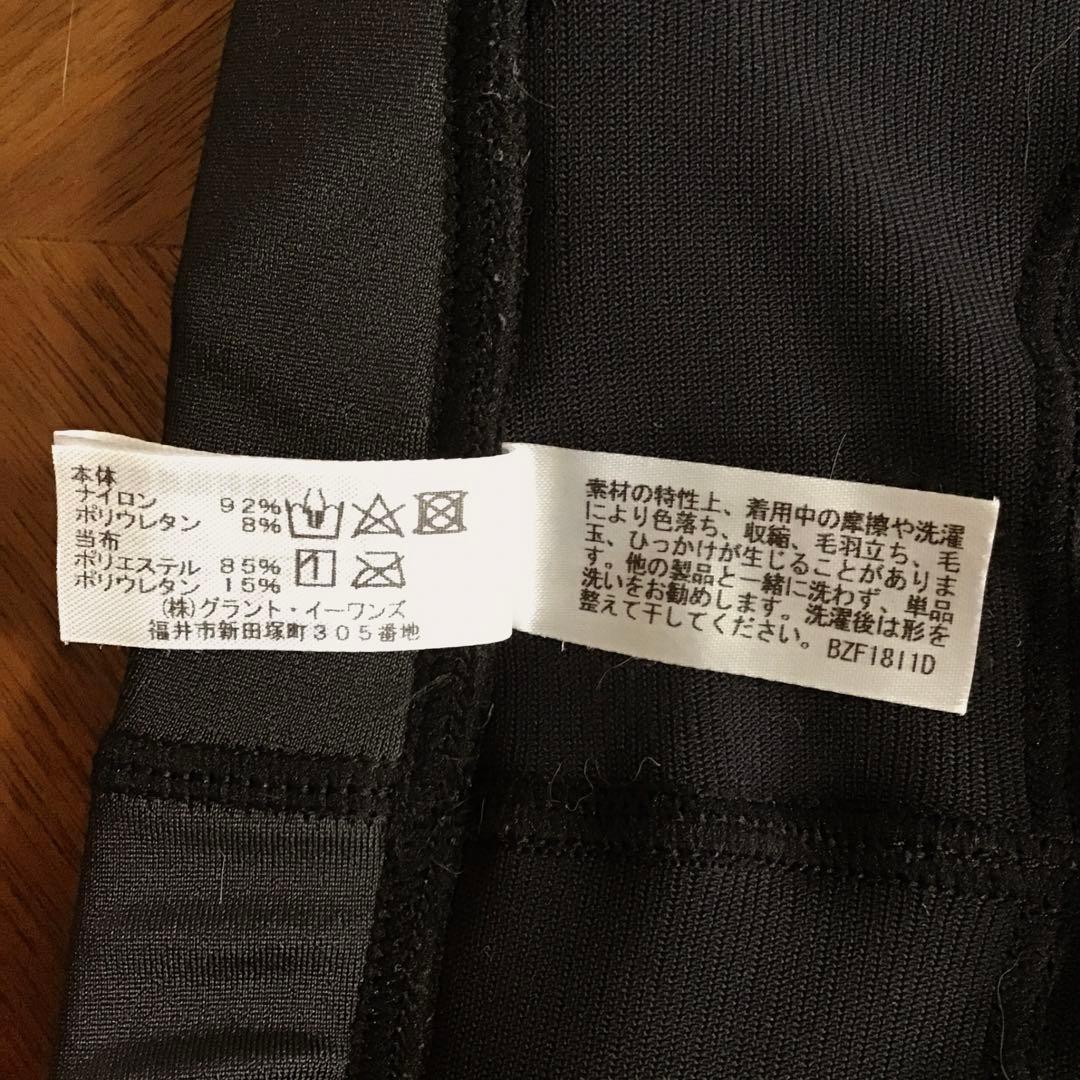 本体
ナイロン 92%
ポリウレタン 8%
当布
ポリエステル 85%
ポリウレタン 15%
(株)グラント・イーワンズ
福井市新田塚町305番地
素材の特性上、着用中の摩擦や洗濯
により色落ち、収縮、毛羽立ち、毛
玉、ひっかけが生じることがありま
す。他の製品と一緒に洗わず、単品
洗いをお勧めします。洗濯後は形を
整えて干してください。 BZF1811D